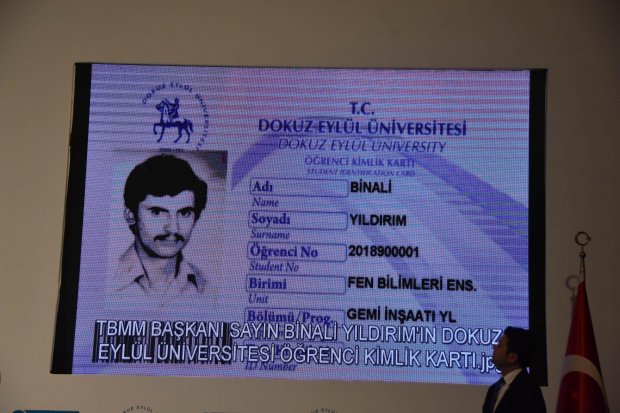 DOKUZ EYLÜL ÜNİVERSİTESİ
T.C.
DOKUZ EYLÜL ÜNİVERSİTESİ
DOKUZ EYLÜL UNIVERSITY
ÖĞRENCİ KİMLİK KARTI
STUDENT IDENTIFICATION CARD
Adı BİNALİ
Name
Soyadı YILDIRIM
Surname
Öğrenci No 2018900001
Student No
Birimi FEN BİLİMLERİ ENS.
Unit
Bölümü/Prog. GEMİ İNŞAATI YL
TBMM BAŞKANI SAYIN BİNALİ YILDIRIM'IN DOKUZ
EYLÜL ÜNİVERSİTESİ ÖĞRENCİ KİMLİK KARTI.jpg
ID Number